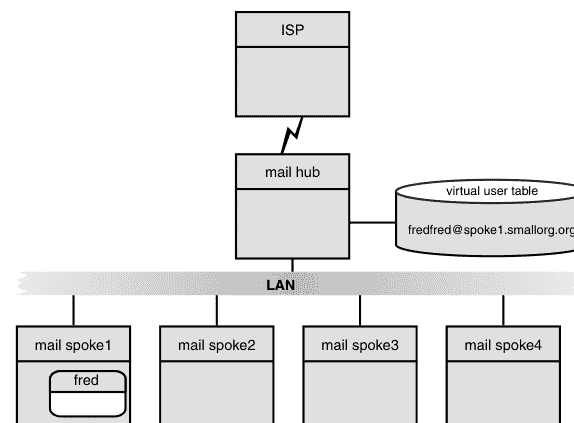 ISP
mail hub
virtual user table
fredfred@spoke1.smallorg.org
LAN
mail spoke1
mail spoke2
mail spoke3
mail spoke4
fred